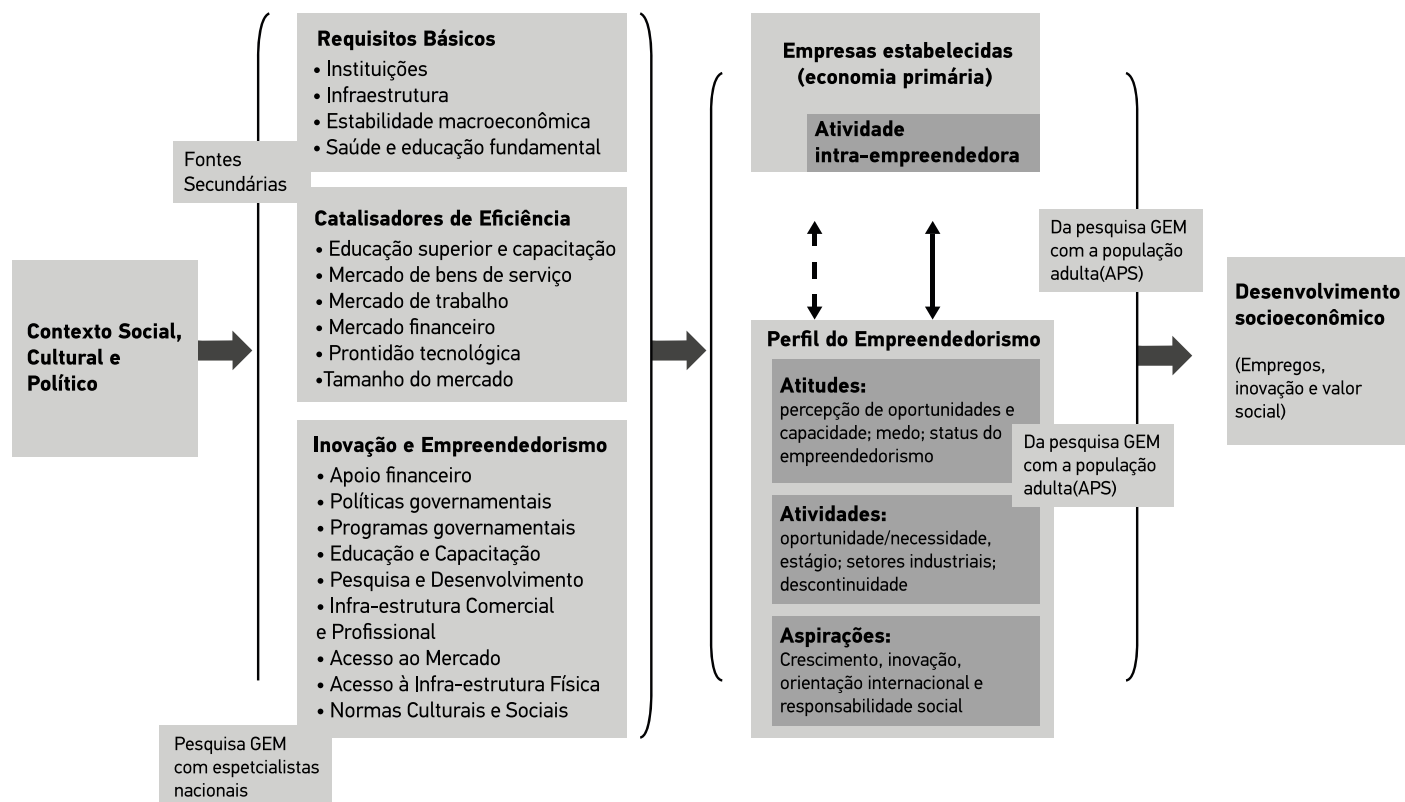 Contexto Social,
Cultural e
Político
Fontes
Secundárias
Requisitos Básicos
• Instituições
• Infraestrutura
• Estabilidade macroeconômica
• Saúde e educação fundamental
Catalisadores de Eficiência
• Educação superior e capacitação
• Mercado de bens de serviço
• Mercado de trabalho
• Mercado financeiro
• Prontidão tecnológica
•Tamanho do mercado
Inovação e Empreendedorismo
• Apoio financeiro
• Políticas governamentais
• Programas governamentais
• Educação e Capacitação
• Pesquisa e Desenvolvimento
• Infra-estrutura Comercial
e Profissional
• Acesso ao Mercado
• Acesso à Infra-estrutura Física
• Normas Culturais e Sociais
Pesquisa GEM
com espetcialistas
nacionais
Empresas estabelecidas
(economia primária)
Atividade
intra-empreendedora
Perfil do Empreendedorismo
Atitudes:
percepção de oportunidades e
capacidade; medo; status do
empreendedorismo
Atividades:
oportunidade/necessidade,
estágio; setores industriais;
descontinuidade
Aspirações:
Crescimento, inovação,
orientação internacional e
responsabilidade social
Da pesquisa GEM
com a população
adulta(APS)
Da pesquisa GEM
com a população
adulta(APS)
Desenvolvimento
socioeconômico
(Empregos,
inovação e valor
social)